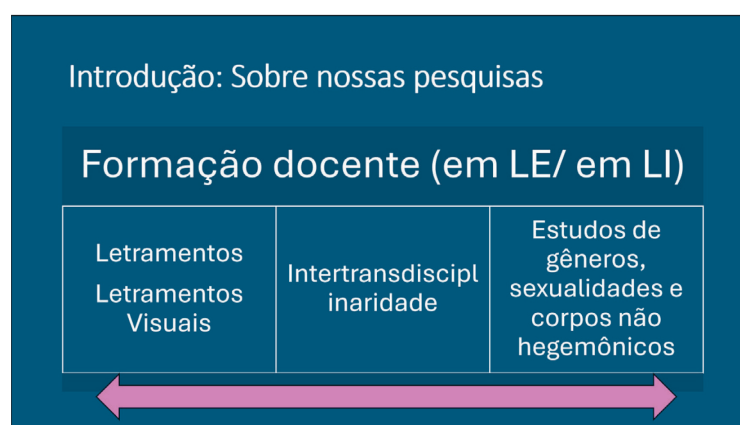 Introdução: Sobre nossas pesquisas
Formação docente (em LE/ em LI)
Letramentos
Letramentos
Visuais
Intertransdiscipl
inaridade
Estudos de
gêneros,
sexualidades e
corpos não
hegemônicos